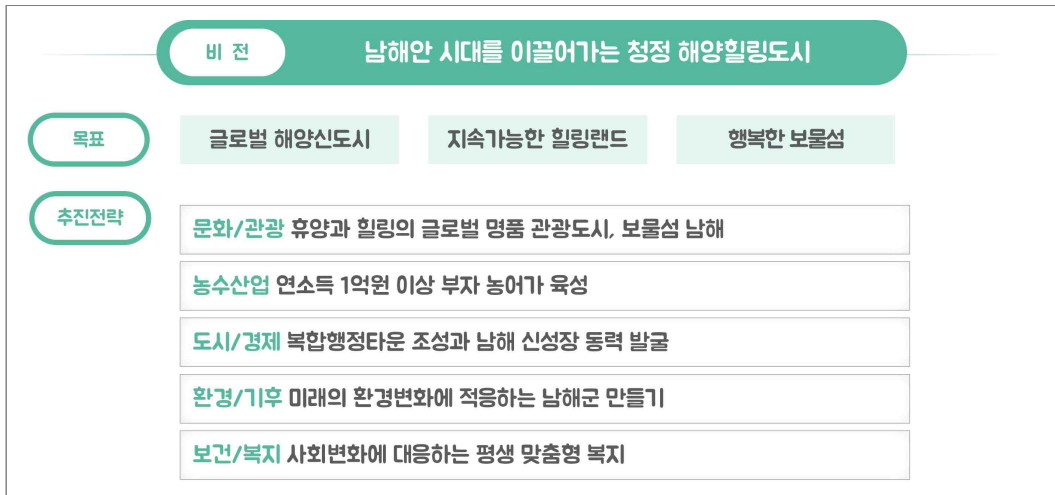 비 전 남해안 시대를 이끌어가는 청정 해양힐링도시
목표 글로벌 해양신도시 지속가능한 힐링랜드 행복한 보물섬
추진전략
문화/관광 휴양과 힐링의 글로벌 명품 관광도시, 보물섬 남해
농수산업 연소득 1억원 이상 부자 농어가 육성
도시/경제 복합행정타운 조성과 남해 신성장 동력 발굴
환경/기후 미래의 환경변화에 적응하는 남해군 만들기
보건/복지 사회변화에 대응하는 평생 맞춤형 복지